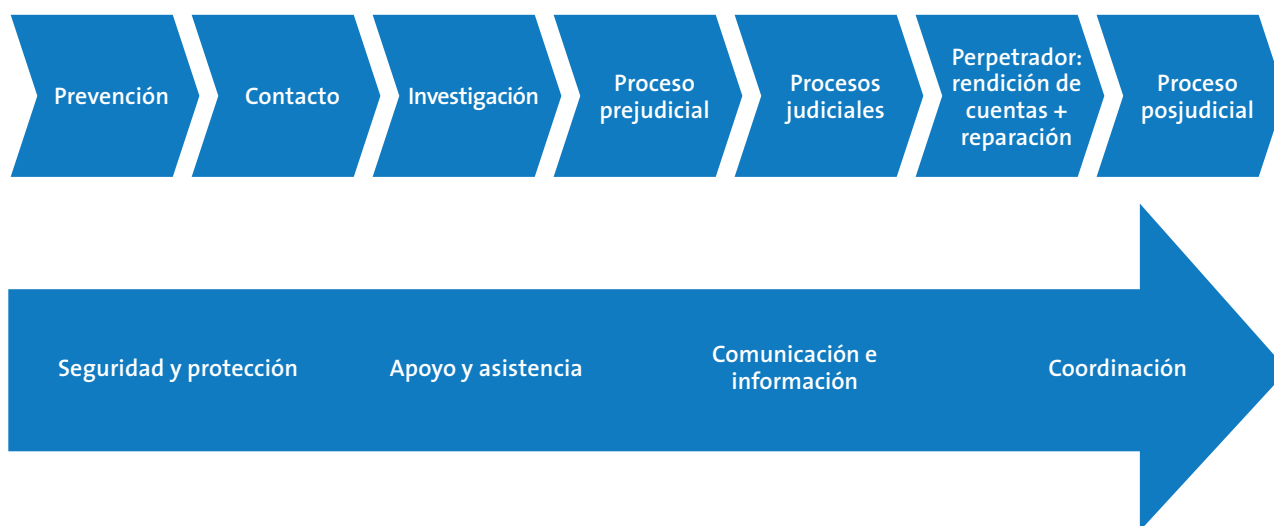 Prevención
Contacto
Investigación
Proceso
prejudicial
Procesos
judiciales
Perpetrador:
rendición de
cuentas +
reparación
Proceso
posjudicial
Seguridad y protección
Apoyo y asistencia
Comunicación e
información
Coordinación